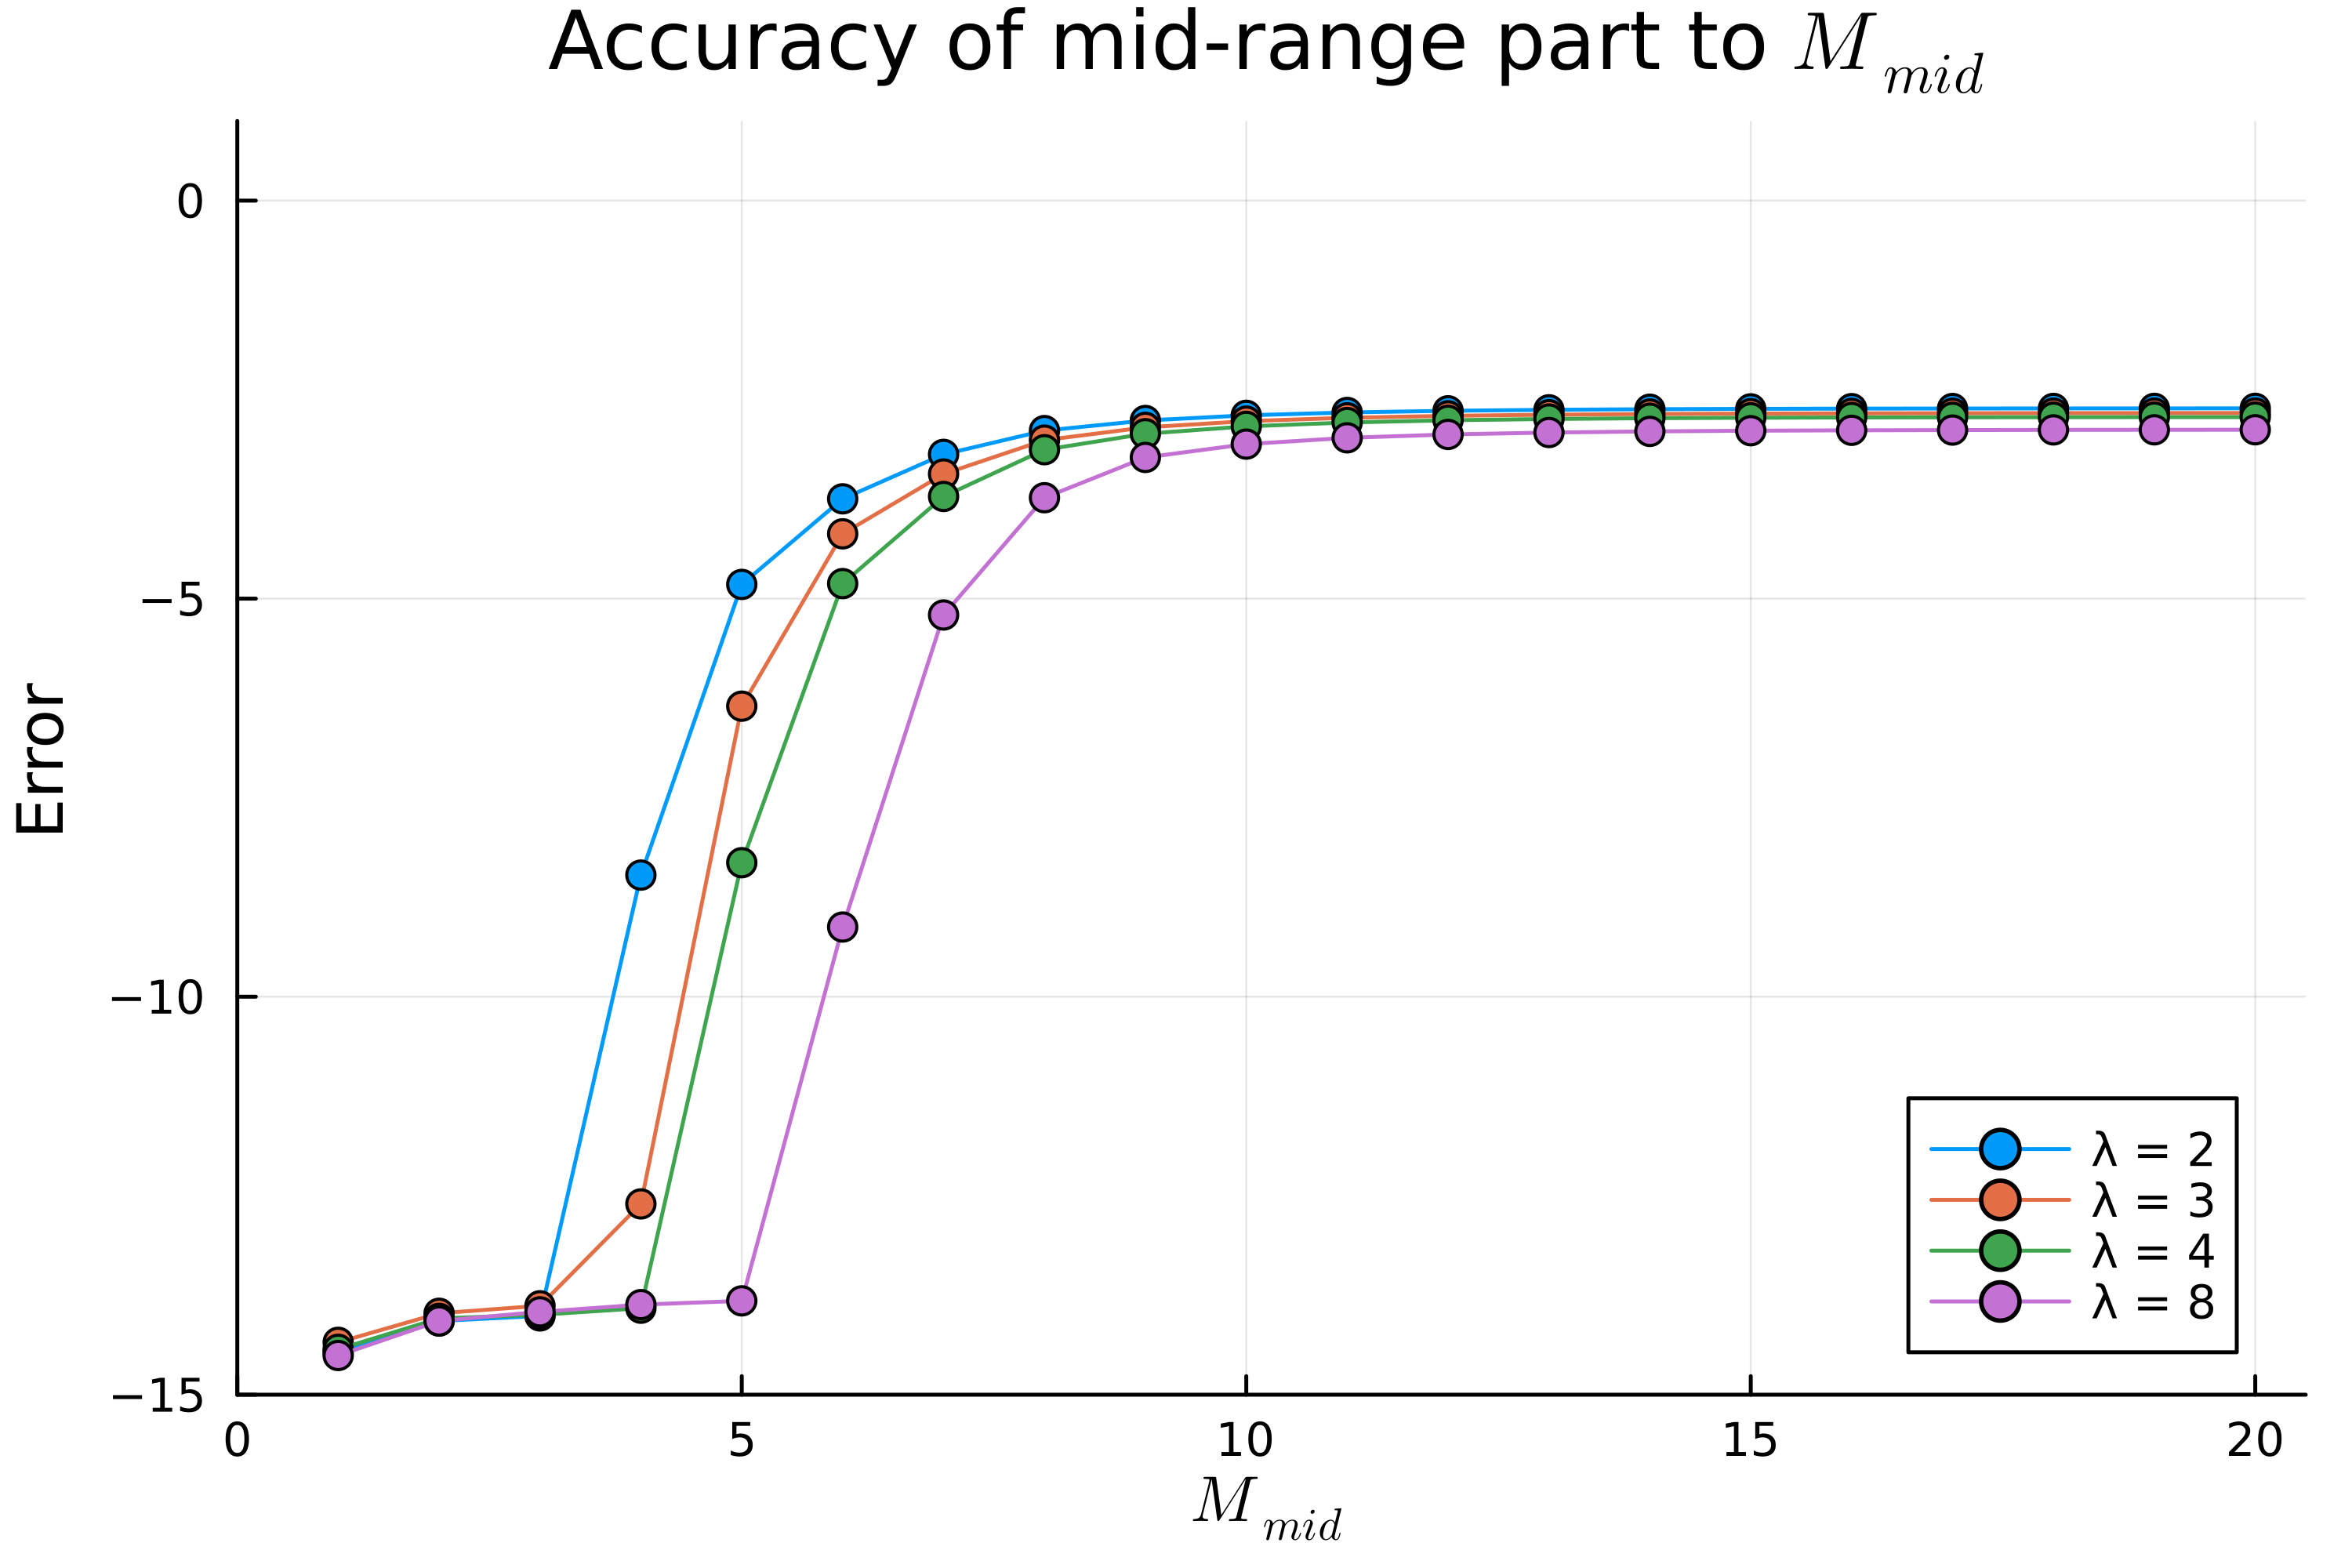 Accuracy of mid-range part to M_mid
0
−5
−10
−15
Error
0 5 10 15 20
M_mid
λ = 2
λ = 3
λ = 4
λ = 8